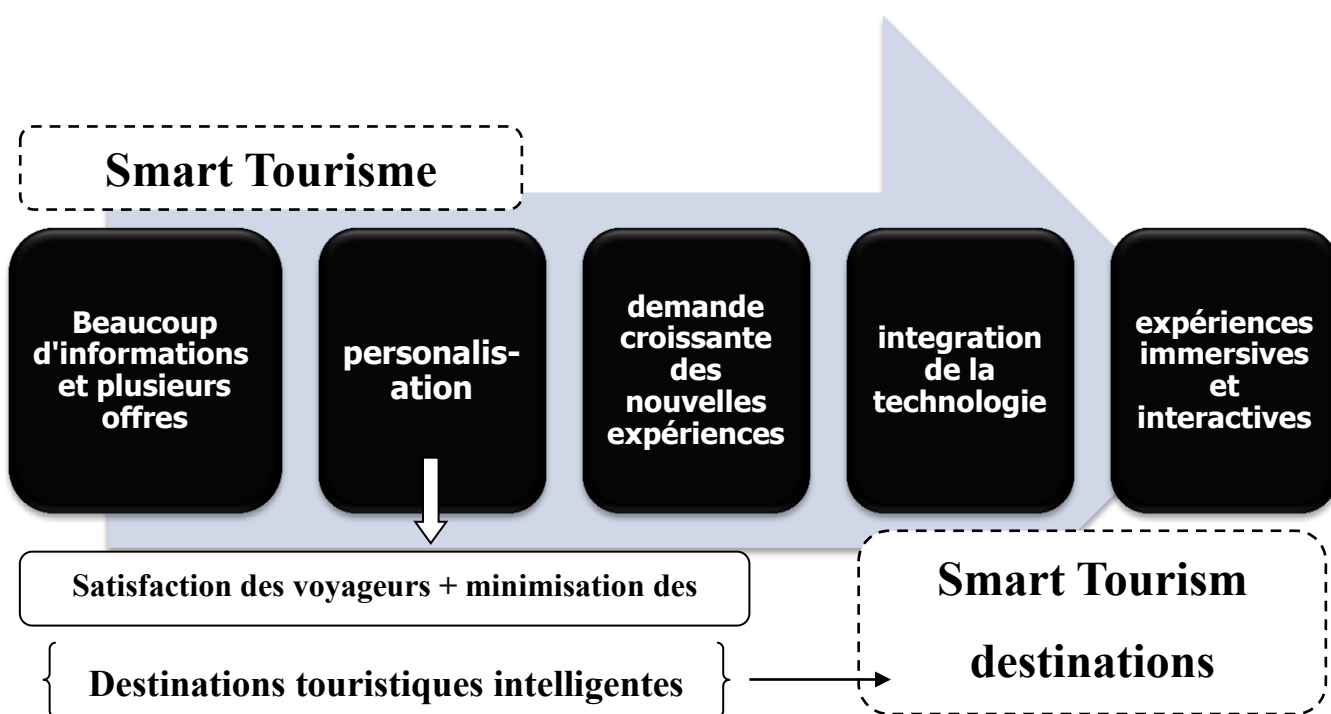 Smart Tourisme
Beaucoup
d'informations
et plusieurs
offres
personalis-
ation
demande
croissante
des
nouvelles
expériences
integration
de la
technologie
expériences
immersives
et
interactives
Satisfaction des voyageurs + minimisation des
Destinations touristiques intelligentes
Smart Tourism
destinations